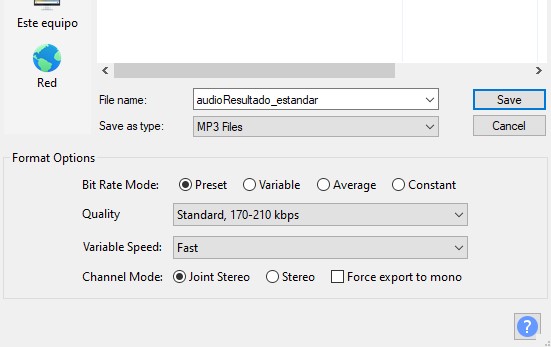 Este equipo
Red
File name: audioResultado_estandar Save
Save as type: MP3 Files Cancel
Format Options
Bit Rate Mode: Preset Variable Average Constant
Quality Standard, 170-210 kbps
Variable Speed: Fast
Channel Mode: Joint Stereo Stereo Force export to mono
?